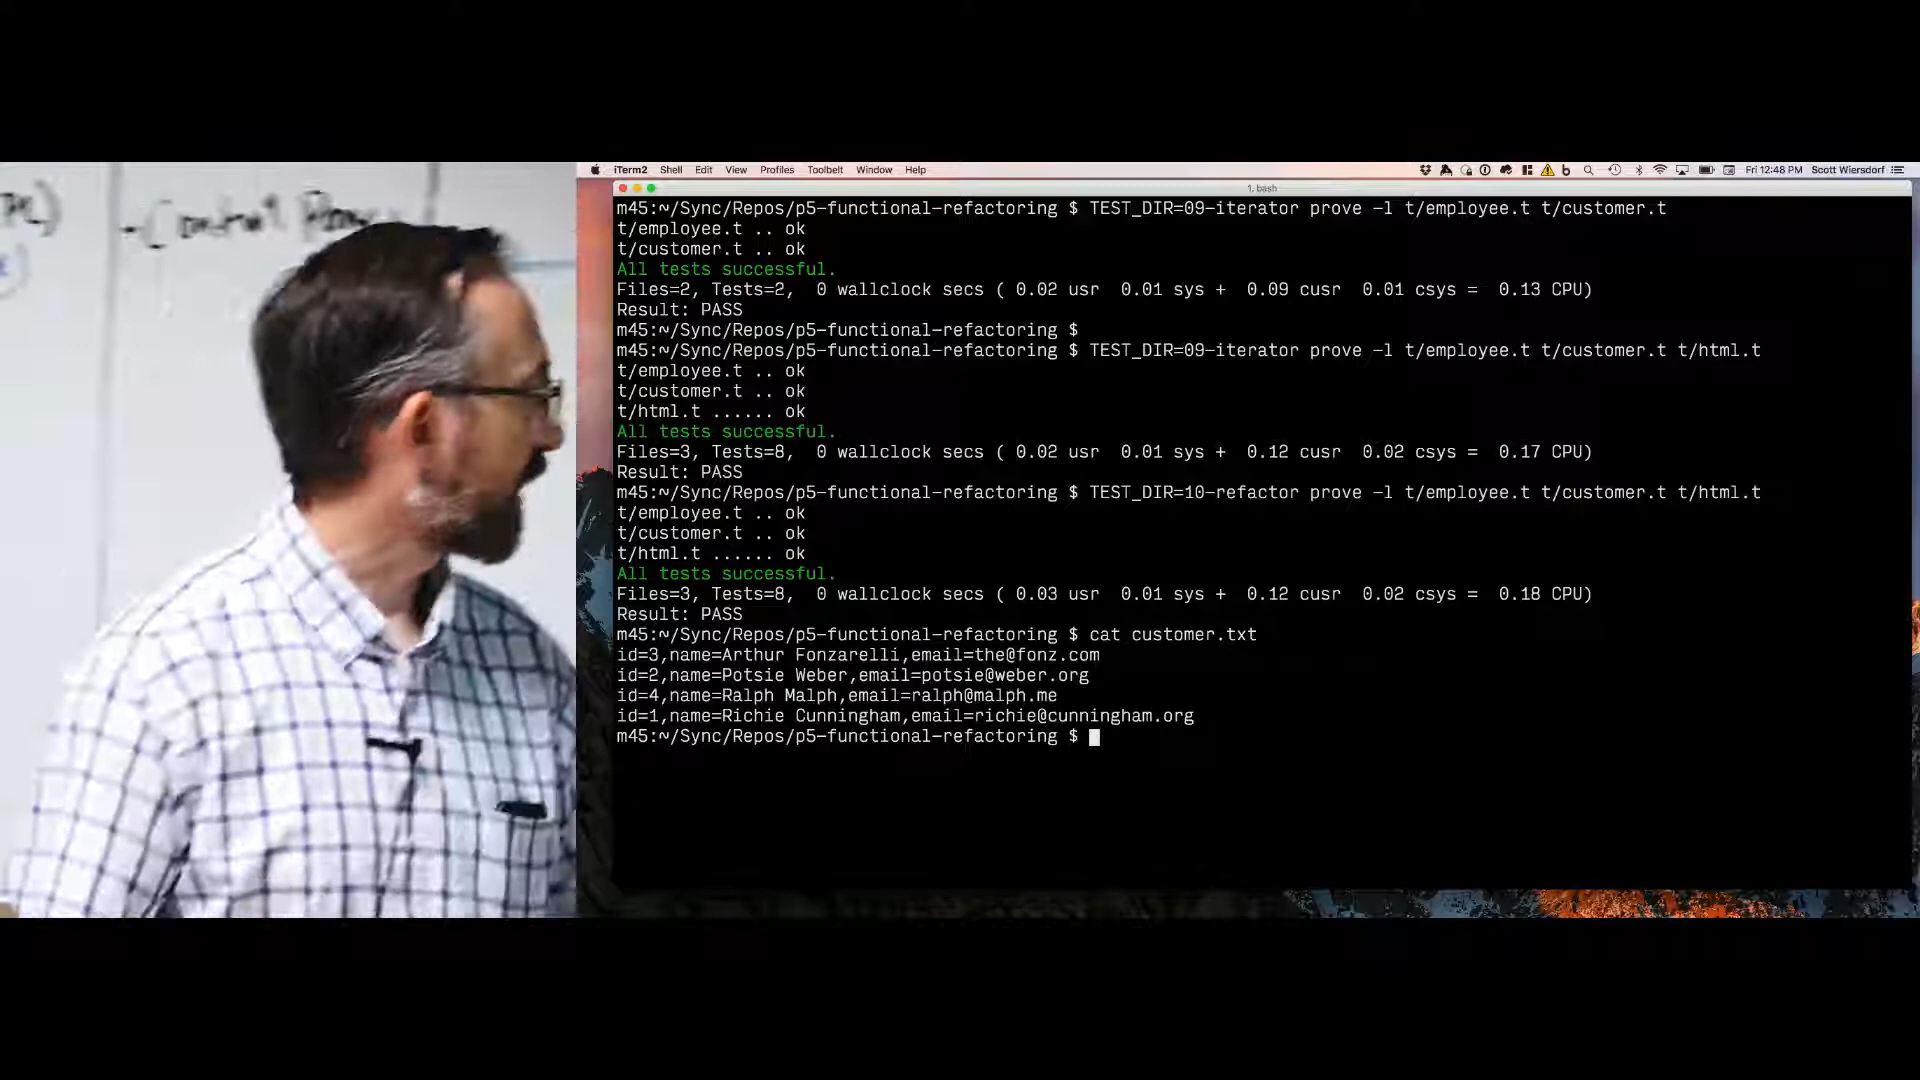 -Control Pa
iTerm2 Shell Edit View Profiles Toolbelt Window Help
Fri 12:48 PM Scott Wiersdorf
1. bash
m45:~/Sync/Repos/p5-functional-refactoring $ TEST_DIR=09-iterator prove -l t/employee.t t/customer.t
t/employee.t .. ok
t/customer.t .. ok
All tests successful.
Files=2, Tests=2,  0 wallclock secs ( 0.02 usr  0.01 sys +  0.09 cusr  0.01 csys =  0.13 CPU)
Result: PASS
m45:~/Sync/Repos/p5-functional-refactoring $
m45:~/Sync/Repos/p5-functional-refactoring $ TEST_DIR=09-iterator prove -l t/employee.t t/customer.t t/html.t
t/employee.t .. ok
t/customer.t .. ok
t/html.t ...... ok
All tests successful.
Files=3, Tests=8,  0 wallclock secs ( 0.02 usr  0.01 sys +  0.12 cusr  0.02 csys =  0.17 CPU)
Result: PASS
m45:~/Sync/Repos/p5-functional-refactoring $ TEST_DIR=10-refactor prove -l t/employee.t t/customer.t t/html.t
t/employee.t .. ok
t/customer.t .. ok
t/html.t ...... ok
All tests successful.
Files=3, Tests=8,  0 wallclock secs ( 0.03 usr  0.01 sys +  0.12 cusr  0.02 csys =  0.18 CPU)
Result: PASS
m45:~/Sync/Repos/p5-functional-refactoring $ cat customer.txt
id=3,name=Arthur Fonzarelli,email=the@fonz.com
id=2,name=Potsie Weber,email=potsie@weber.org
id=4,name=Ralph Malph,email=ralph@malph.me
id=1,name=Richie Cunningham,email=richie@cunningham.org
m45:~/Sync/Repos/p5-functional-refactoring $